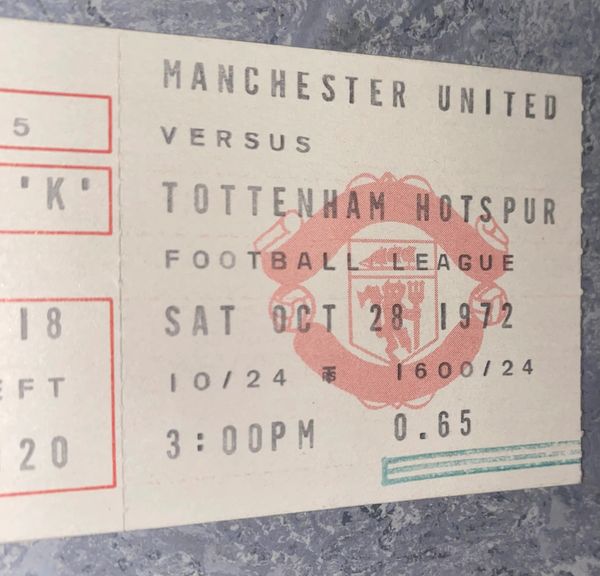 5
'K'
18
EFT
20
MANCHESTER UNITED
VERSUS
TOTTENHAM HOTSPUR
FOOTBALL LEAGUE
SAT OCT 28 1972
10/24 1600/24
3:00PM 0.65